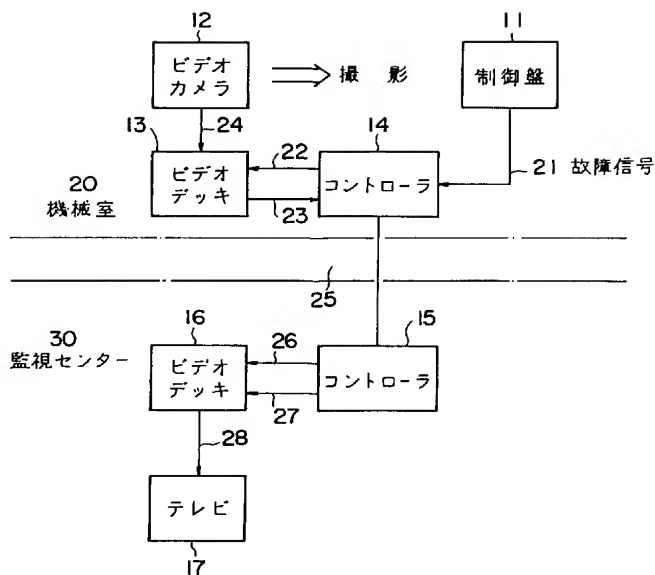 12
ビデオ
カメラ
撮 影
11
制御盤
13
24
ビデオ
デッキ
22
23
14
コントローラ
21 故障信号
20
機械室
25
30
監視センター
16
ビデオ
デッキ
26
27
15
コントローラ
28
テレビ
17